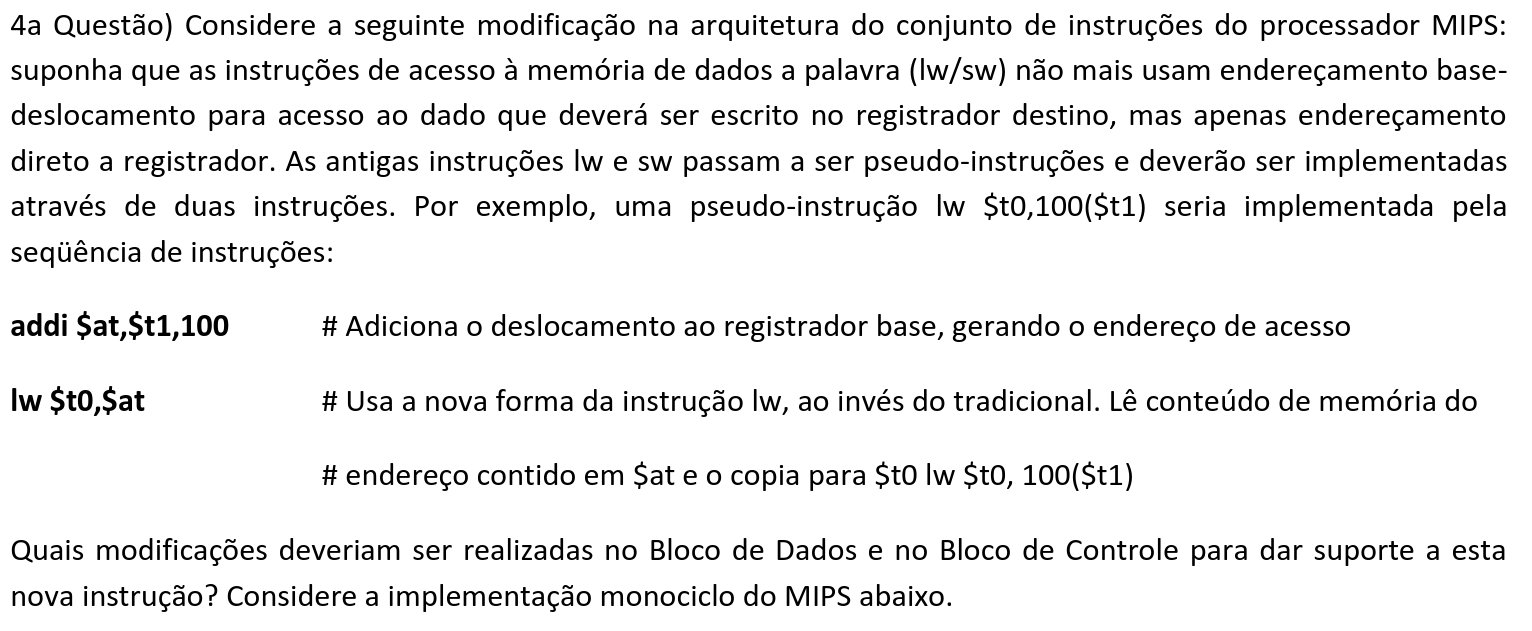 4a Questão) Considere a seguinte modificação na arquitetura do conjunto de instruções do processador MIPS:
suponha que as instruções de acesso à memória de dados a palavra (lw/sw) não mais usam endereçamento base-
deslocamento para acesso ao dado que deverá ser escrito no registrador destino, mas apenas endereçamento
direto a registrador. As antigas instruções lw e sw passam a ser pseudo-instruções e deverão ser implementadas
através de duas instruções. Por exemplo, uma pseudo-instrução lw $t0,100($t1) seria implementada pela
seqüência de instruções:
addi $at,$t1,100 # Adiciona o deslocamento ao registrador base, gerando o endereço de acesso
lw $t0,$at # Usa a nova forma da instrução lw, ao invés do tradicional. Lê conteúdo de memória do
# endereço contido em $at e o copia para $t0 lw $t0, 100($t1)
Quais modificações deveriam ser realizadas no Bloco de Dados e no Bloco de Controle para dar suporte a esta
nova instrução? Considere a implementação monociclo do MIPS abaixo.